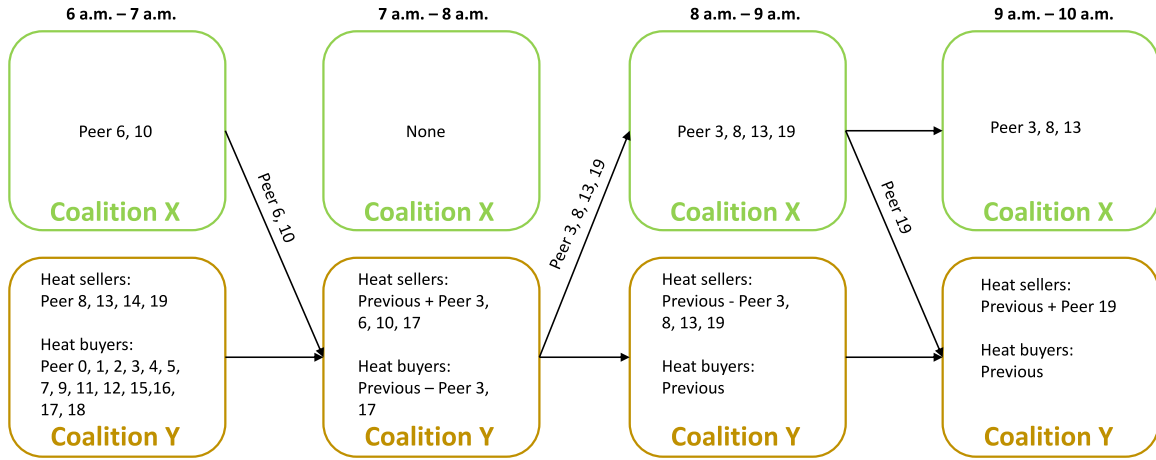 6 a.m. – 7 a.m.
7 a.m. – 8 a.m.
8 a.m. – 9 a.m.
9 a.m. – 10 a.m.
Peer 6, 10
Coalition X
None
Coalition X
Peer 3, 8, 13, 19
Coalition X
Peer 3, 8, 13
Coalition X
Peer 6, 10
Peer 3, 8, 13, 19
Peer 19
Heat sellers:
Peer 8, 13, 14, 19
Heat buyers:
Peer 0, 1, 2, 3, 4, 5,
7, 9, 11, 12, 15,16,
17, 18
Coalition Y
Heat sellers:
Previous + Peer 3,
6, 10, 17
Heat buyers:
Previous – Peer 3,
17
Coalition Y
Heat sellers:
Previous - Peer 3,
8, 13, 19
Heat buyers:
Previous
Coalition Y
Heat sellers:
Previous + Peer 19
Heat buyers:
Previous
Coalition Y